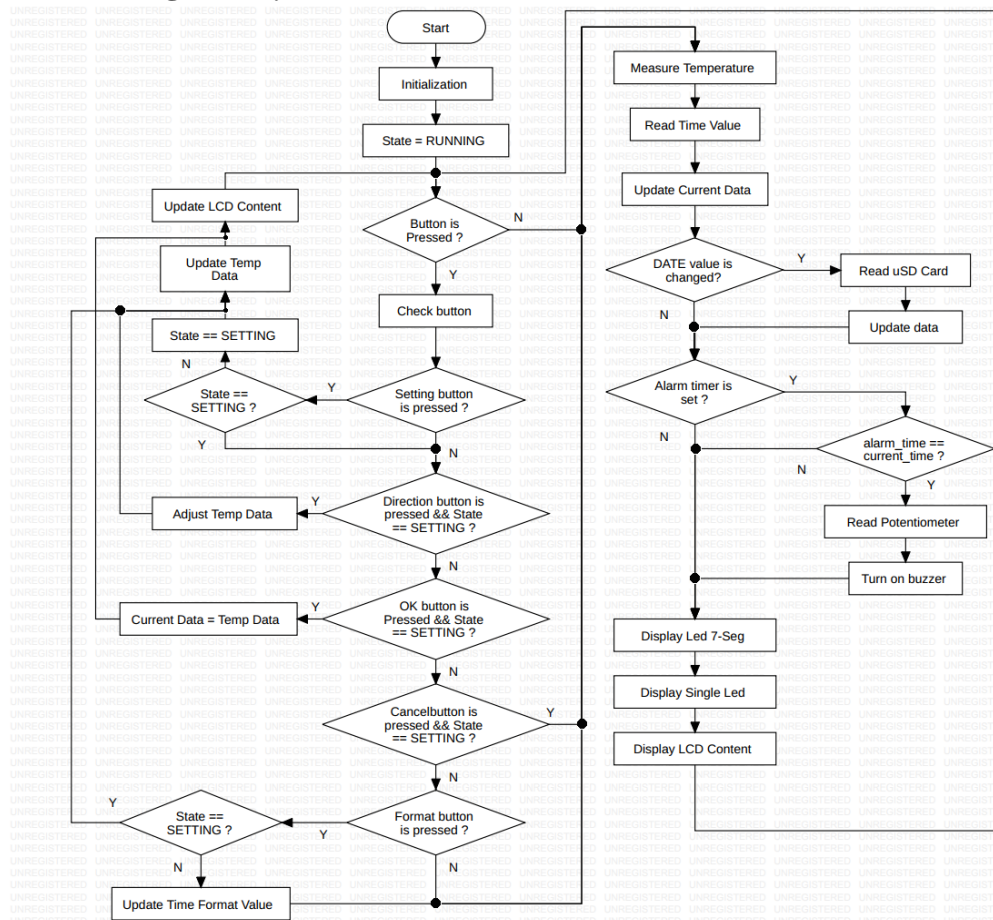 Start
Initialization
State = RUNNING
Button is
Pressed ?
N
Y
Check button
Setting button
is pressed ?
Y
N
State ==
SETTING ?
N
Y
State == SETTING
Update Temp
Data
Update LCD Content
Direction button is
pressed && State
== SETTING ?
Y
N
Adjust Temp Data
OK button is
Pressed && State
== SETTING ?
Y
N
Current Data = Temp Data
Cancelbutton is
pressed && State
== SETTING ?
Y
N
Format button
is pressed ?
Y
N
State ==
SETTING ?
Y
N
Update Time Format Value
Measure Temperature
Read Time Value
Update Current Data
DATE value is
changed?
Y
N
Read uSD Card
Update data
Alarm timer is
set ?
Y
N
alarm_time ==
current_time ?
N
Y
Read Potentiometer
Turn on buzzer
Display Led 7-Seg
Display Single Led
Display LCD Content
UNREGISTERED